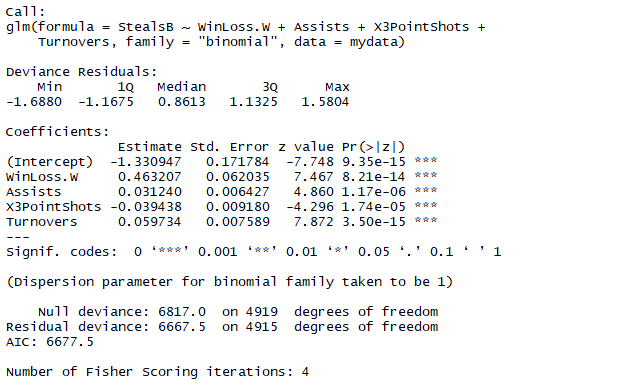 Call:
glm(formula = StealsB ~ WinLoss.W + Assists + X3PointShots +
    Turnovers, family = "binomial", data = mydata)
Deviance Residuals:
    Min       1Q   Median       3Q      Max
-1.6880  -1.1675   0.8613   1.1325   1.5804
Coefficients:
              Estimate Std. Error z value Pr(>|z|)
(Intercept)  -1.330947   0.171784  -7.748 9.35e-15 ***
WinLoss.W     0.463207   0.062035   7.467 8.21e-14 ***
Assists       0.031240   0.006427   4.860 1.17e-06 ***
X3PointShots -0.039438   0.009180  -4.296 1.74e-05 ***
Turnovers     0.059734   0.007589   7.872 3.50e-15 ***
---
Signif. codes:  0 ‘***’ 0.001 ‘**’ 0.01 ‘*’ 0.05 ‘.’ 0.1 ‘ ’ 1
(Dispersion parameter for binomial family taken to be 1)
    Null deviance: 6817.0  on 4919  degrees of freedom
Residual deviance: 6667.5  on 4915  degrees of freedom
AIC: 6677.5
Number of Fisher Scoring iterations: 4